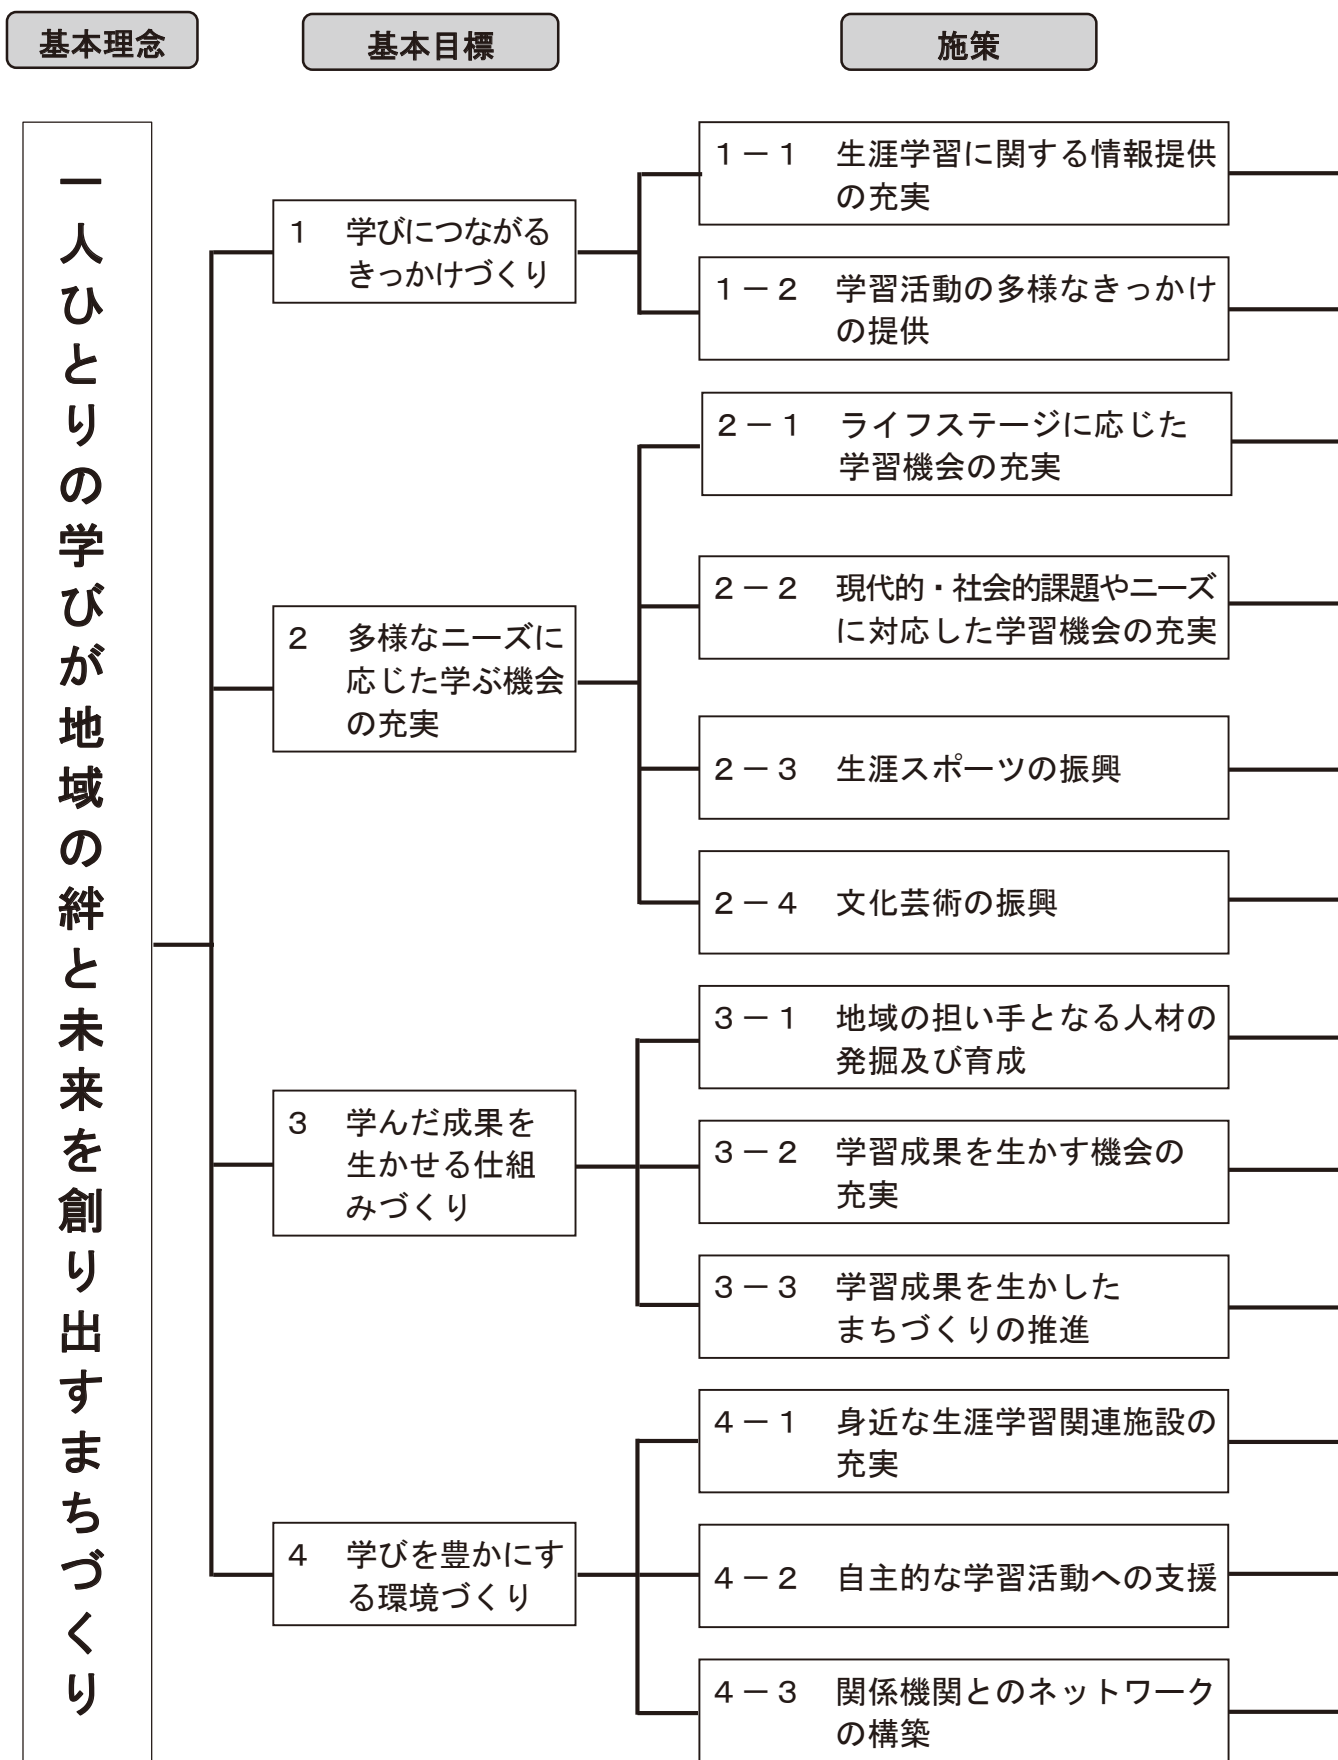 基本理念
基本目標
施策
一人ひとりの学びが地域の絆と未来を創り出すまちづくり
1 学びにつながる
きっかけづくり
1－1 生涯学習に関する情報提供
の充実
1－2 学習活動の多様なきっかけ
の提供
2 多様なニーズに
応じた学ぶ機会
の充実
2－1 ライフステージに応じた
学習機会の充実
2－2 現代的・社会的課題やニーズ
に対応した学習機会の充実
2－3 生涯スポーツの振興
2－4 文化芸術の振興
3 学んだ成果を
生かせる仕組
みづくり
3－1 地域の担い手となる人材の
発掘及び育成
3－2 学習成果を生かす機会の
充実
3－3 学習成果を生かした
まちづくりの推進
4 学びを豊かにす
る環境づくり
4－1 身近な生涯学習関連施設の
充実
4－2 自主的な学習活動への支援
4－3 関係機関とのネットワーク
の構築